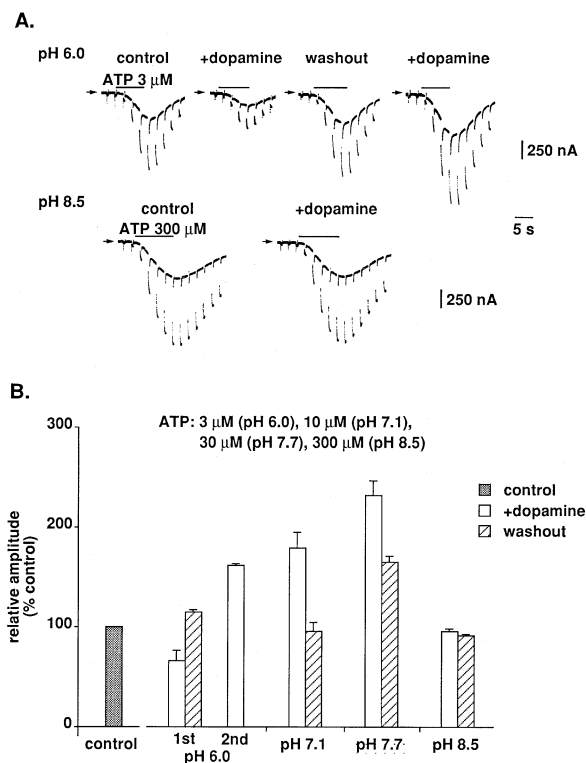 A.
pH 6.0
control +dopamine washout +dopamine
ATP 3 μM
250 nA
pH 8.5
control +dopamine
ATP 300 μM
5 s
250 nA
B.
ATP: 3 μM (pH 6.0), 10 μM (pH 7.1),
30 μM (pH 7.7), 300 μM (pH 8.5)
relative amplitude
(% control)
300
200
100
0
control
+dopamine
washout
control
1st 2nd
pH 6.0
pH 7.1
pH 7.7
pH 8.5